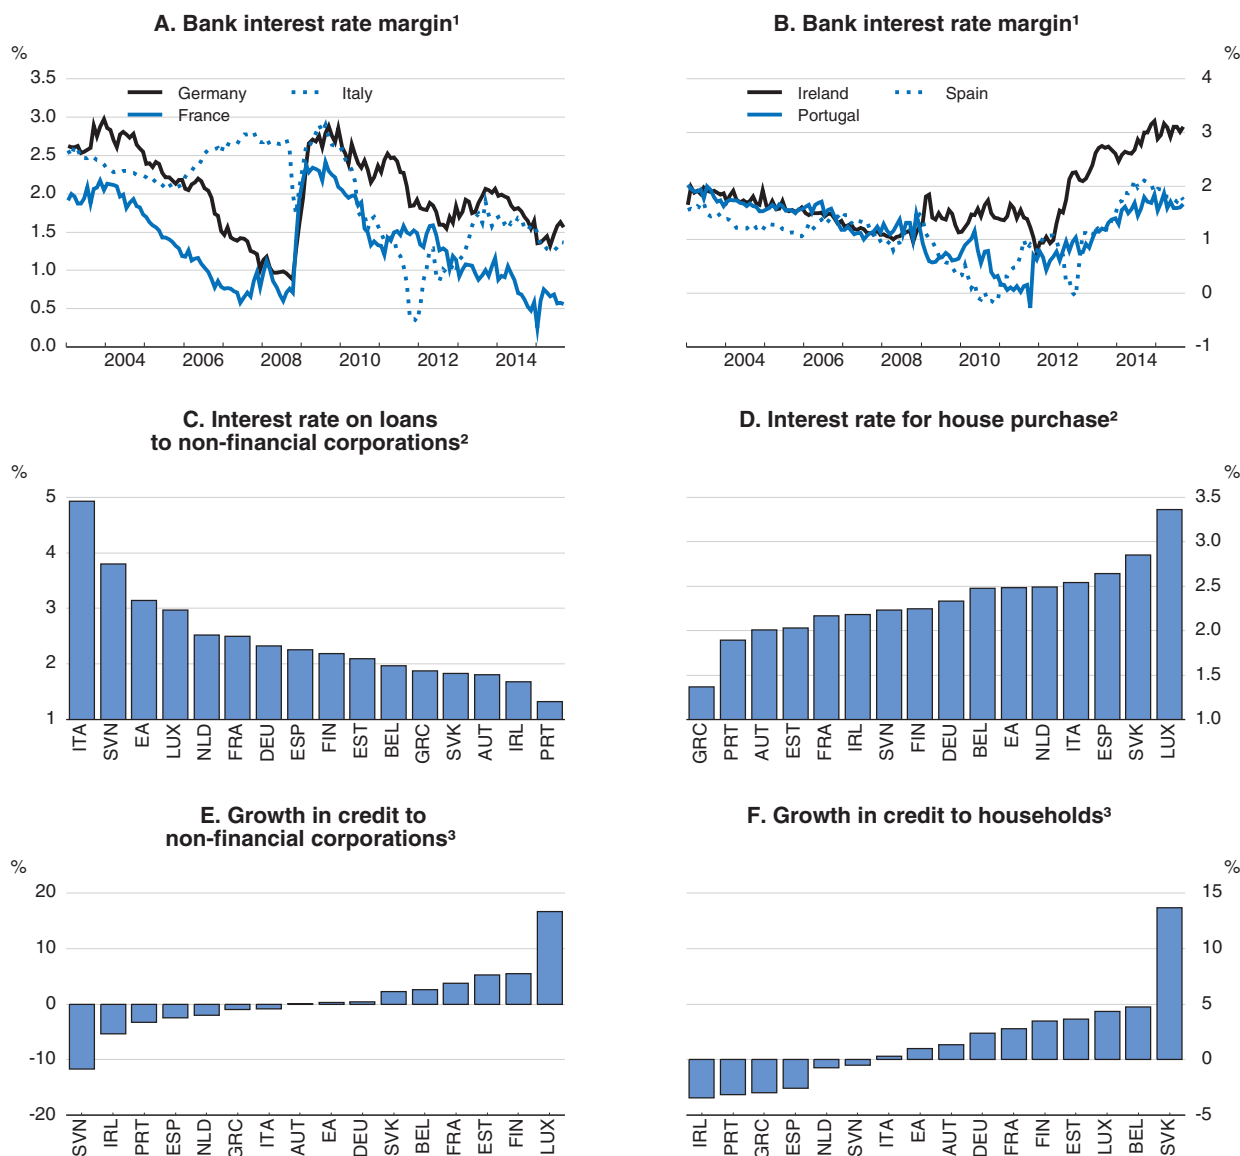 A. Bank interest rate margin¹
%
3.5
3.0
2.5
2.0
1.5
1.0
0.5
0.0
Germany
Italy
France
2004 2006 2008 2010 2012 2014
B. Bank interest rate margin¹
%
4
3
2
1
0
-1
Ireland
Spain
Portugal
2004 2006 2008 2010 2012 2014
C. Interest rate on loans
to non-financial corporations²
%
5
4
3
2
1
ITA SVN EA LUX NLD FRA DEU ESP FIN EST BEL GRC SVK AUT IRL PRT
D. Interest rate for house purchase²
%
3.5
3.0
2.5
2.0
1.5
1.0
GRC PRT AUT EST FRA IRL SVN FIN DEU BEL EA NLD ITA ESP SVK LUX
E. Growth in credit to
non-financial corporations³
%
20
10
0
-10
-20
SVN IRL PRT ESP NLD GRC ITA AUT EA DEU SVK BEL FRA EST FIN LUX
F. Growth in credit to households³
%
15
10
5
0
-5
IRL PRT GRC ESP NLD SVN ITA EA AUT DEU FRA FIN EST LUX BEL SVK